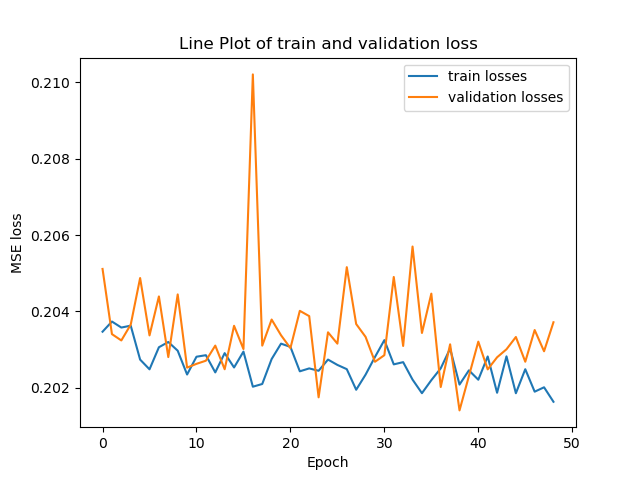 Line Plot of train and validation loss
train losses
validation losses
0.210
0.208
0.206
0.204
0.202
MSE loss
0 10 20 30 40 50
Epoch